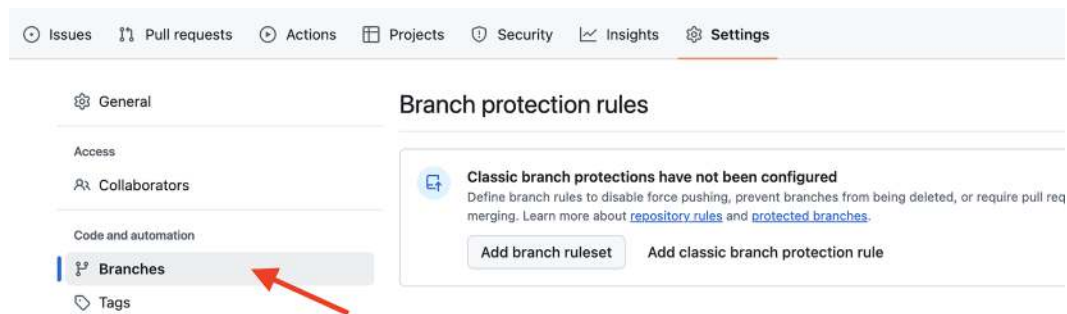 Issues Pull requests Actions Projects Security Insights Settings
General
Access
Collaborators
Code and automation
Branches
Tags
Branch protection rules
Classic branch protections have not been configured
Define branch rules to disable force pushing, prevent branches from being deleted, or require pull req
merging. Learn more about repository rules and protected branches.
Add branch ruleset Add classic branch protection rule